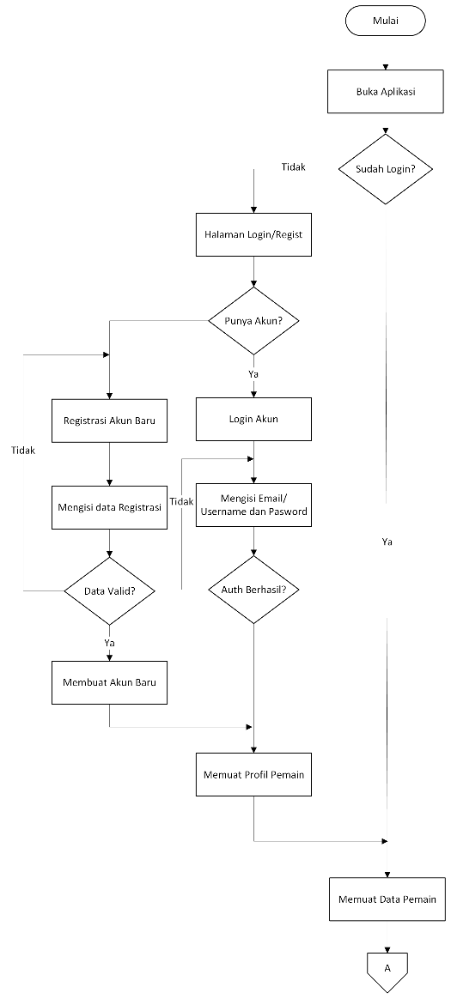 Mulai
Buka Aplikasi
Sudah Login?
Tidak
Halaman Login/Regist
Punya Akun?
Ya
Registrasi Akun Baru
Login Akun
Tidak
Mengisi data Registrasi
Tidak
Mengisi Email/
Username dan Pasword
Ya
Data Valid?
Auth Berhasil?
Ya
Membuat Akun Baru
Memuat Profil Pemain
Memuat Data Pemain
A